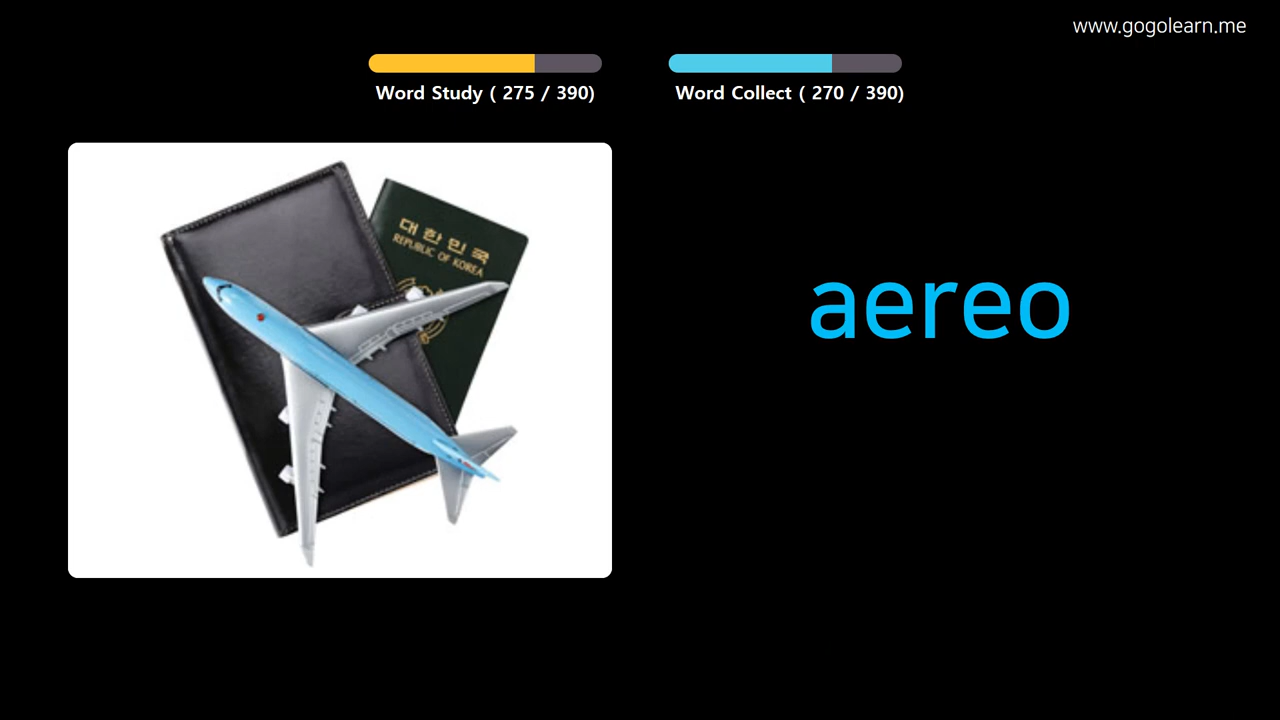 www.gogolearn.me
Word Study ( 275 / 390)
Word Collect ( 270 / 390)
대한민국
REPUBLIC OF KOREA
aereo